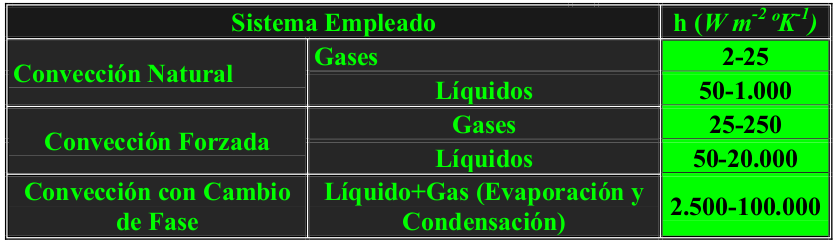 Sistema Empleado h (W m-2 ºK-1)
Convección Natural Gases 2-25
Líquidos 50-1.000
Convección Forzada Gases 25-250
Líquidos 50-20.000
Convección con Cambio Líquido+Gas (Evaporación y 2.500-100.000
de Fase Condensación)